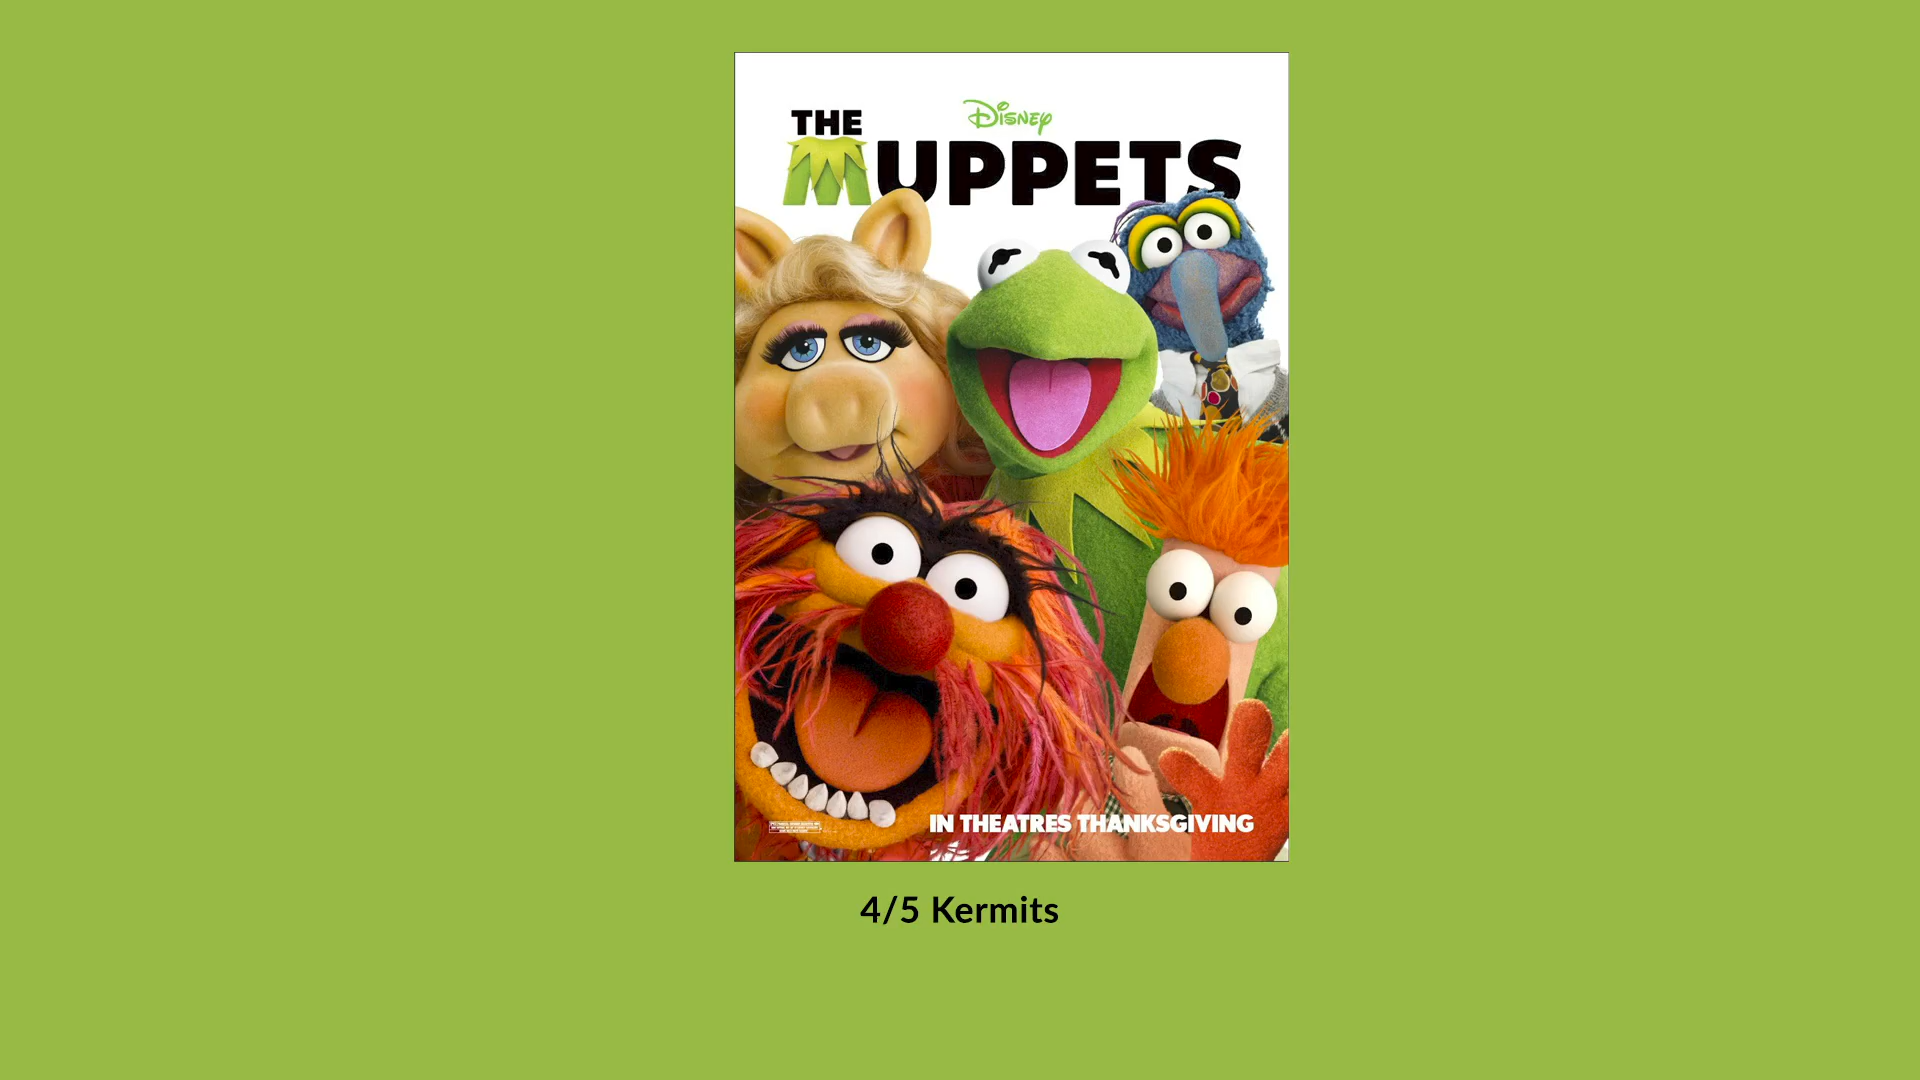 Disney
THE
MUPPETS
IN THEATRES THANKSGIVING
4/5 Kermits